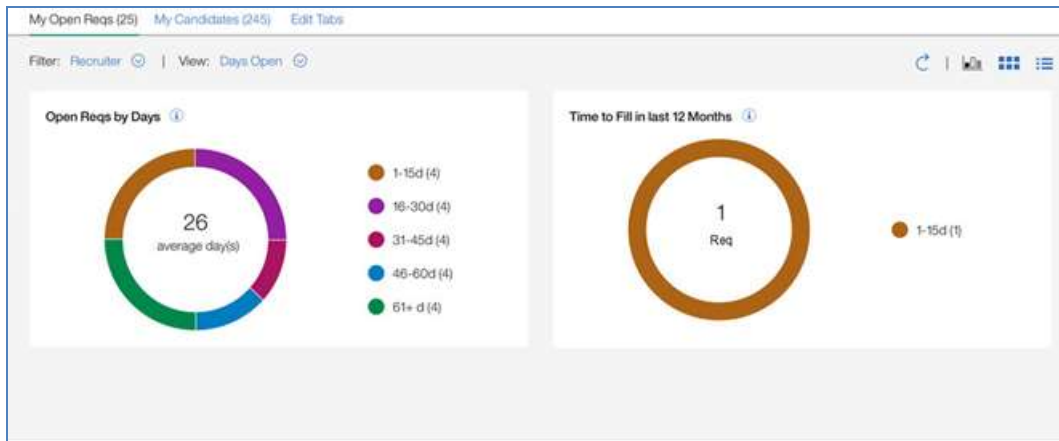 My Open Reqs (25) My Candidates (245) Edit Tabs
Filter: Recruiter | View: Days Open
Open Reqs by Days
26
average day(s)
1-15d (4)
16-30d (4)
31-45d (4)
46-60d (4)
61+ d (4)
Time to Fill in last 12 Months
1
Req
1-15d (1)